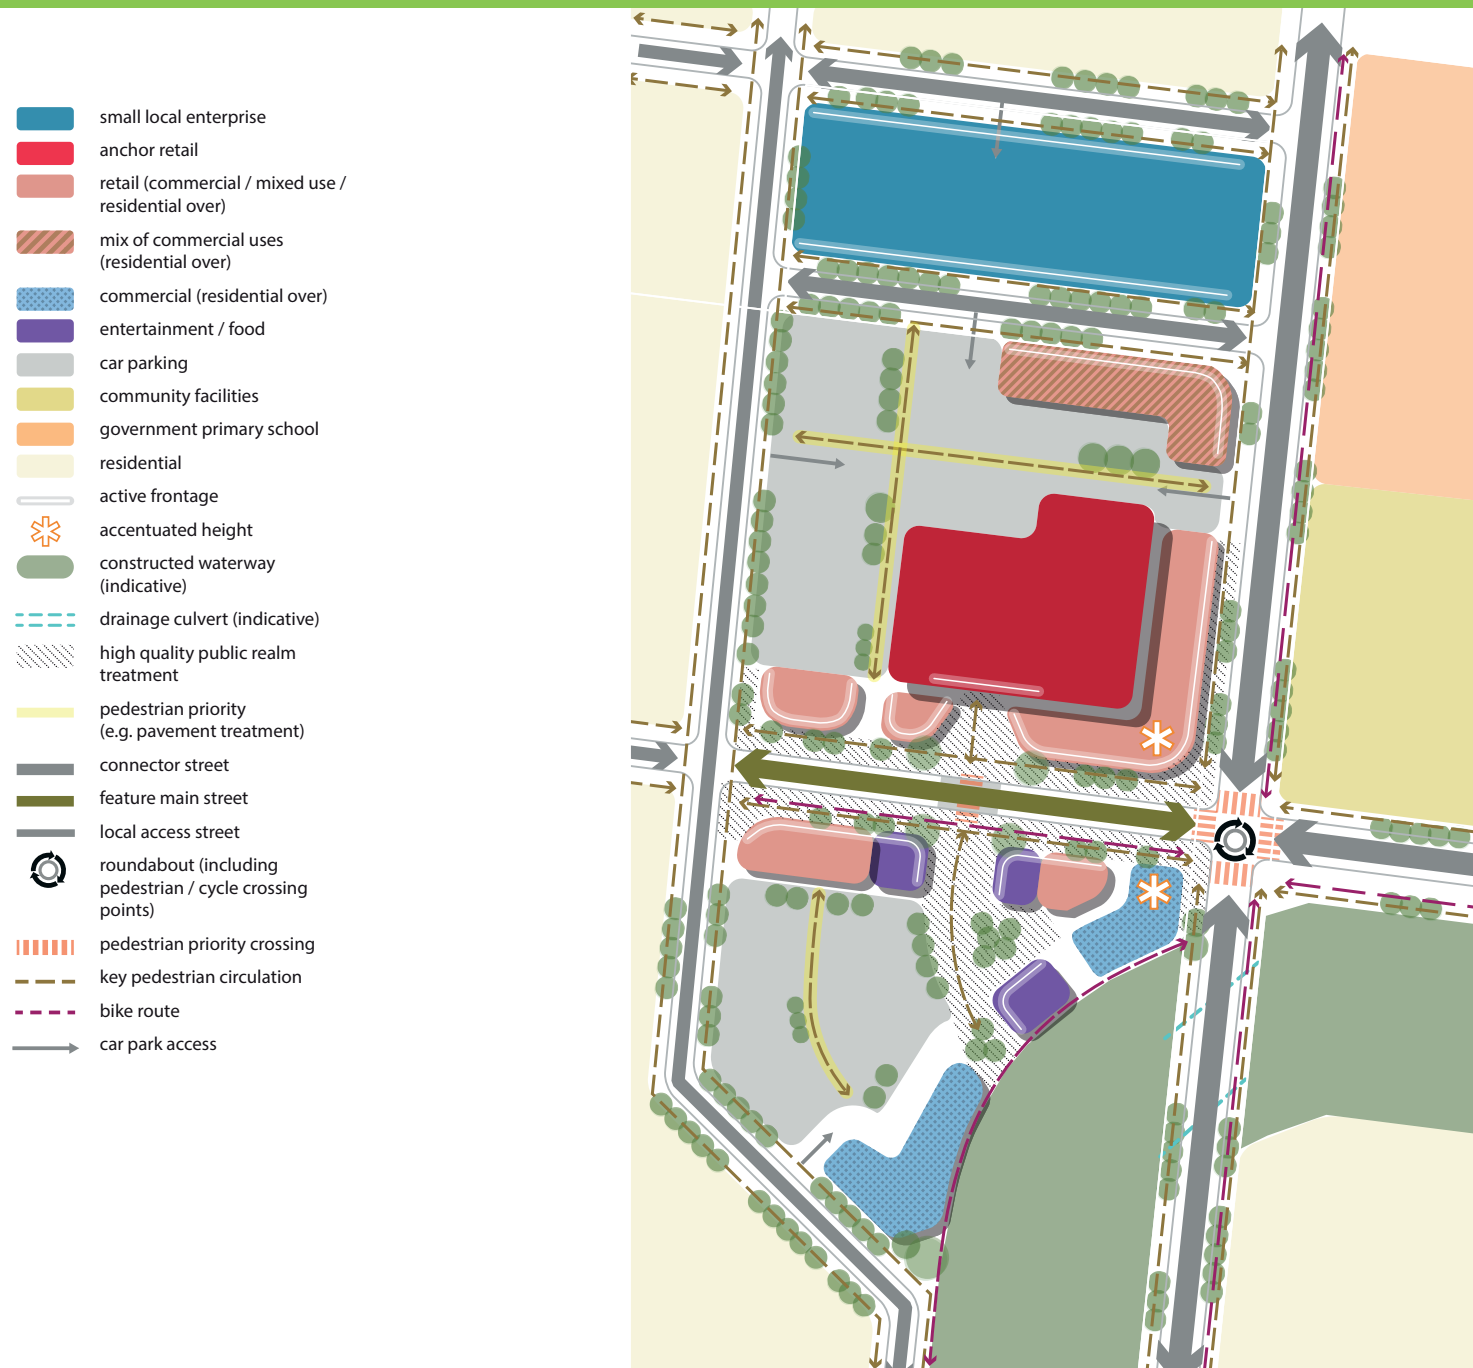 small local enterprise
anchor retail
retail (commercial / mixed use /
residential over)
mix of commercial uses
(residential over)
commercial (residential over)
entertainment / food
car parking
community facilities
government primary school
residential
active frontage
accentuated height
constructed waterway
(indicative)
drainage culvert (indicative)
high quality public realm
treatment
pedestrian priority
(e.g. pavement treatment)
connector street
feature main street
local access street
roundabout (including
pedestrian / cycle crossing
points)
pedestrian priority crossing
key pedestrian circulation
bike route
car park access